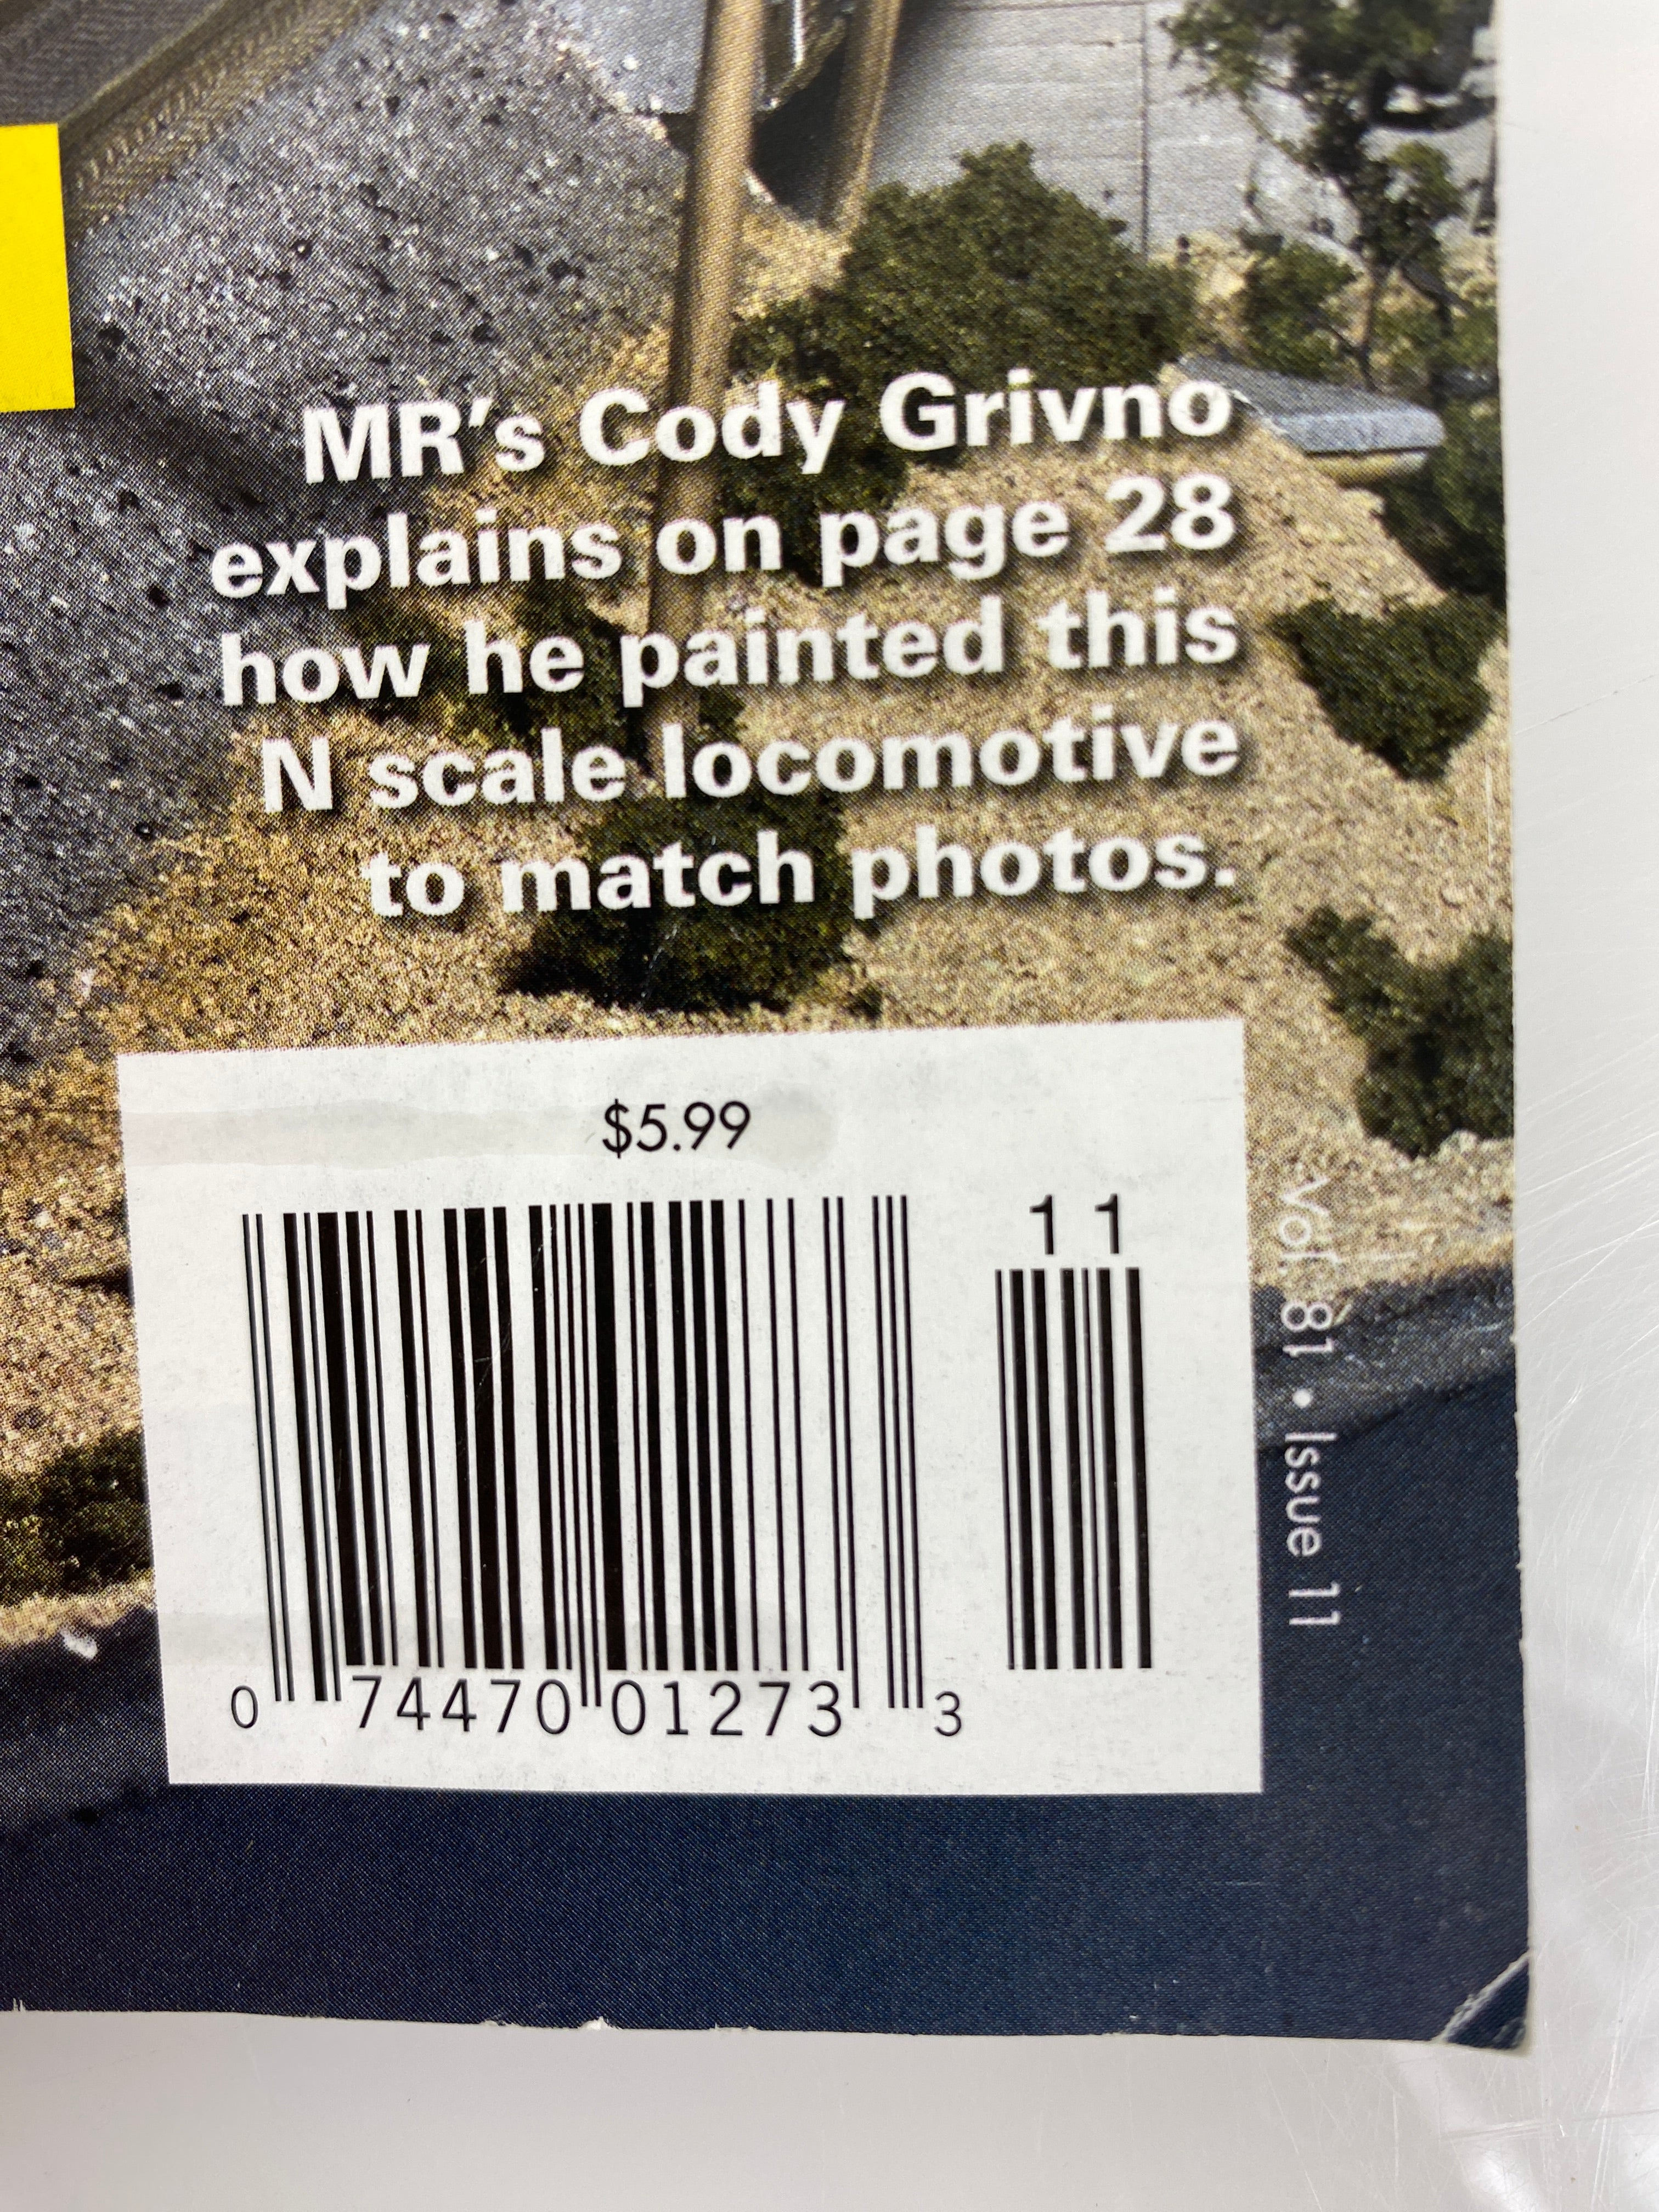 MR's Cody Grivno
explains on page 28
how he painted this
N scale locomotive
to match photos.
$5.99
1 1
0 74470 01273 3
Vol. 81 • Issue 11